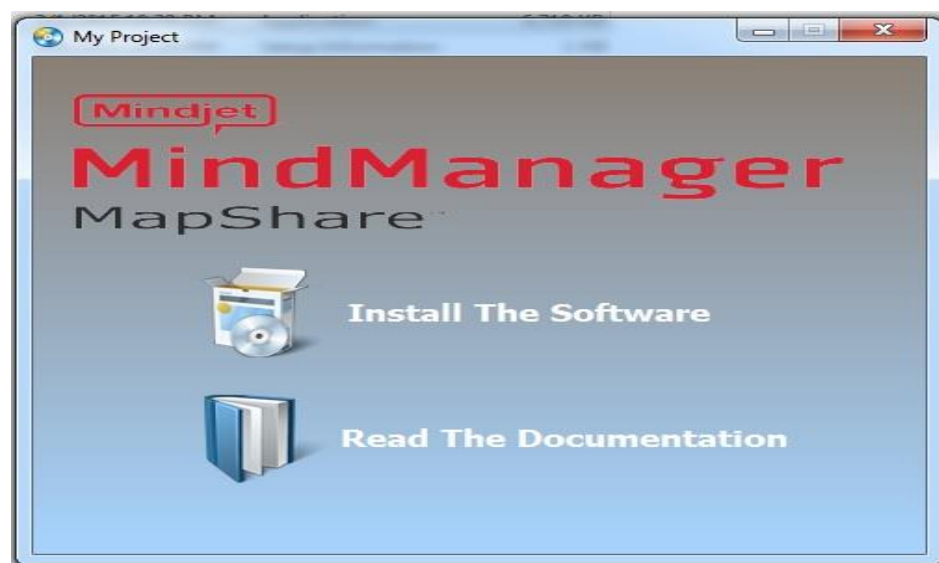 My Project
Mindjet
MindManager
MapShare
Install The Software
Read The Documentation